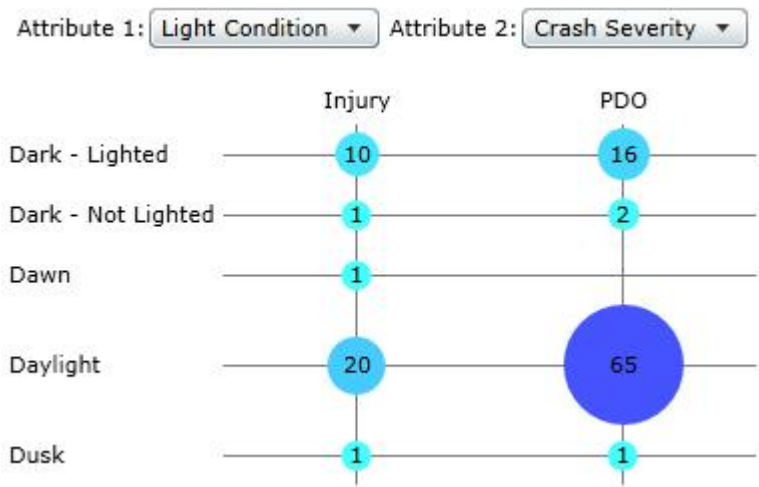 Attribute 1: Light Condition Attribute 2: Crash Severity
Injury PDO
Dark - Lighted 10 16
Dark - Not Lighted 1 2
Dawn 1
Daylight 20 65
Dusk 1 1